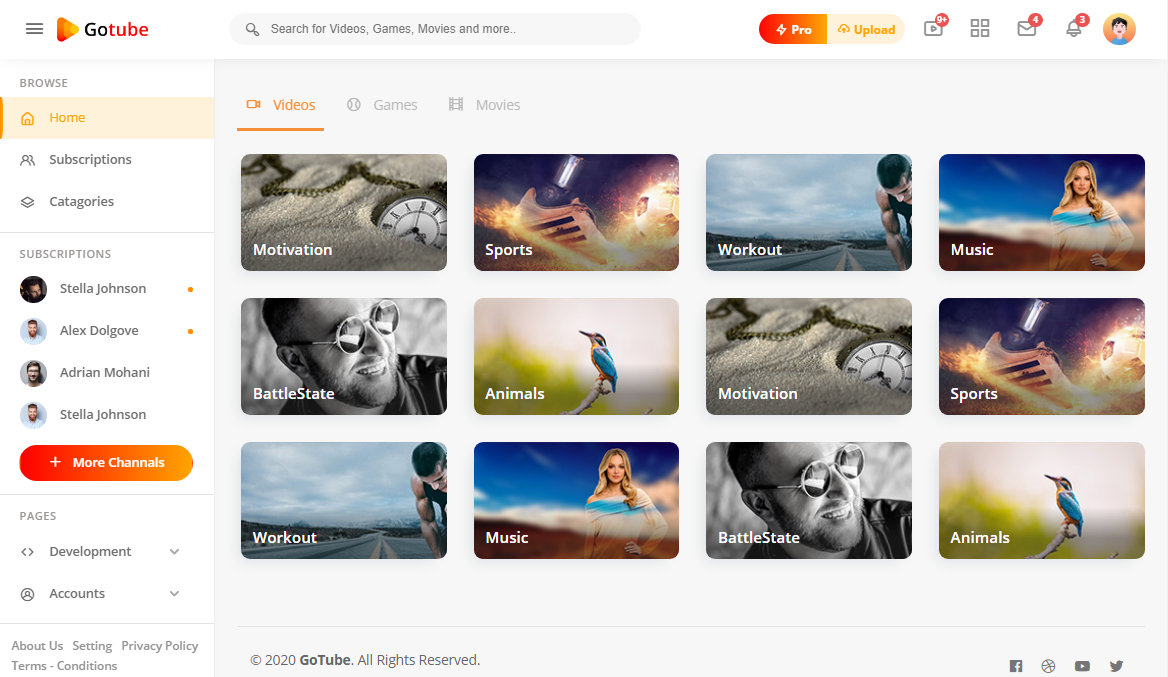 Gotube
Search for Videos, Games, Movies and more..
Pro
Upload
9+
4
3
BROWSE
Home
Subscriptions
Catagories
SUBSCRIPTIONS
Stella Johnson
Alex Dolgove
Adrian Mohani
Stella Johnson
More Channals
PAGES
Development
Accounts
About Us Setting Privacy Policy
Terms - Conditions
Videos Games Movies
Motivation Sports Workout Music
BattleState Animals Motivation Sports
Workout Music BattleState Animals
© 2020 GoTube. All Rights Reserved.